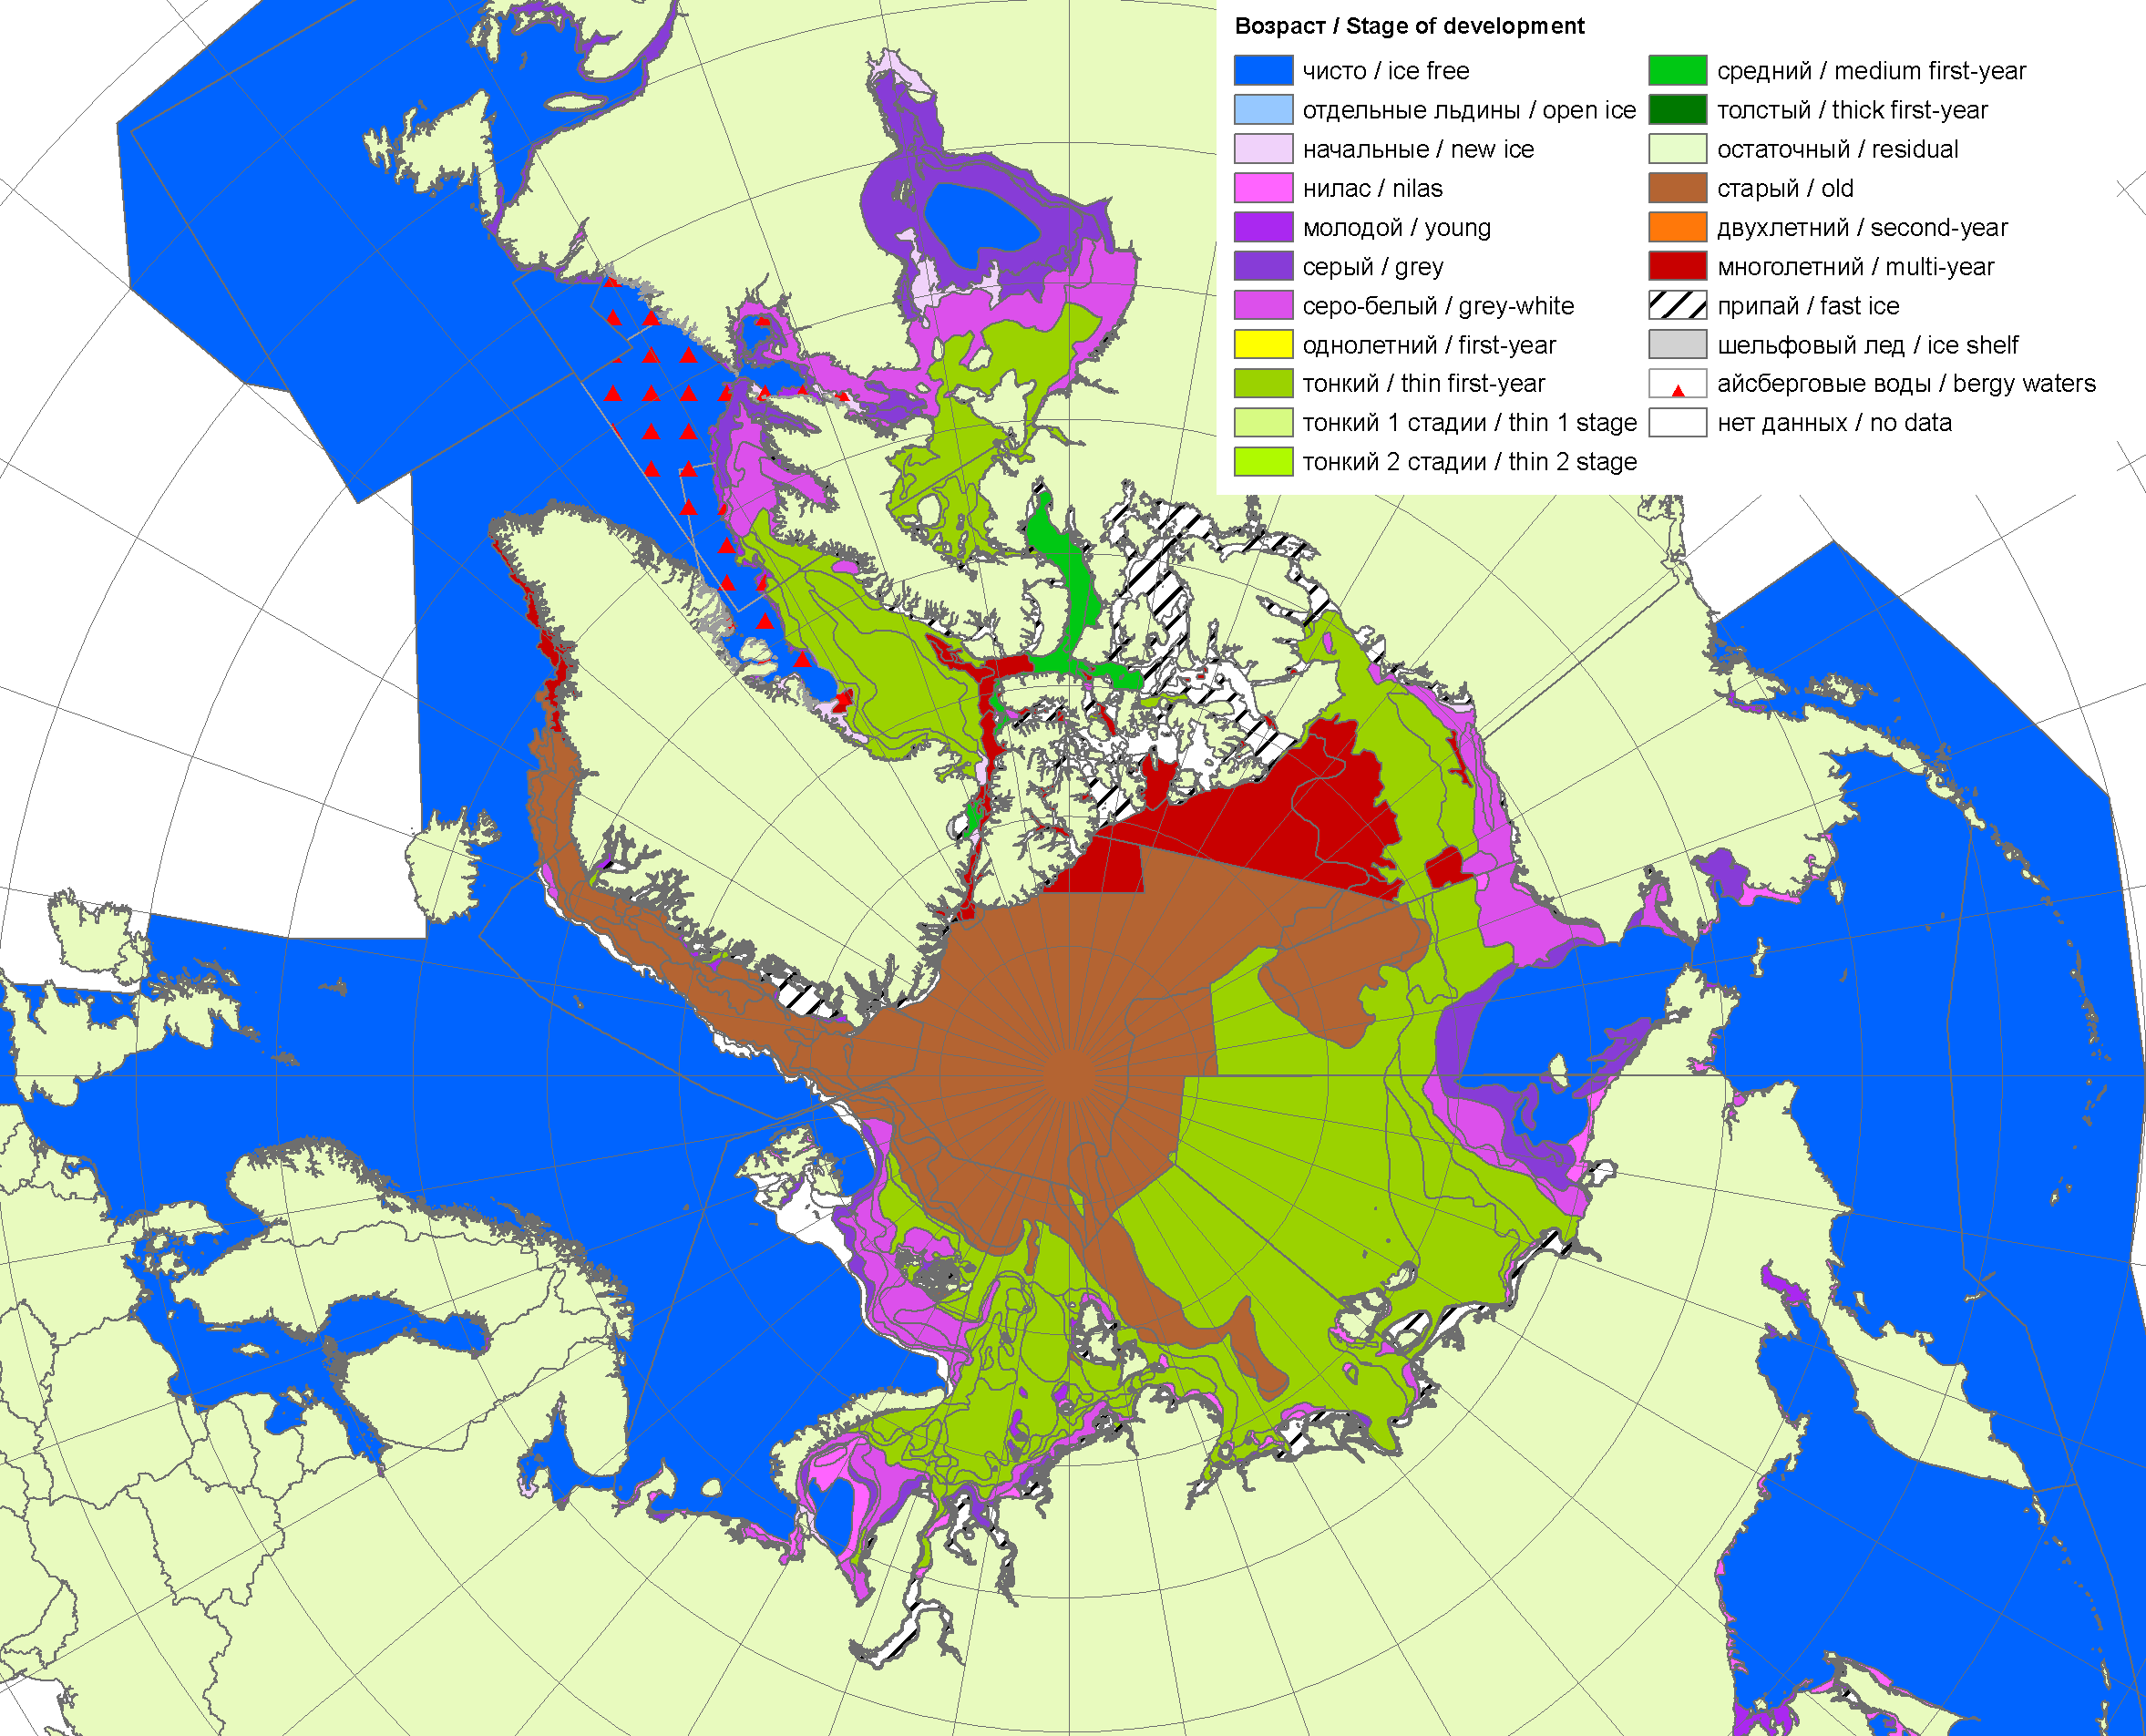 Возраст / Stage of development
чисто / ice free
отдельные льдины / open ice
начальные / new ice
нилас / nilas
молодой / young
серый / grey
серо-белый / grey-white
однолетний / first-year
тонкий / thin first-year
тонкий 1 стадии / thin 1 stage
тонкий 2 стадии / thin 2 stage
средний / medium first-year
толстый / thick first-year
остаточный / residual
старый / old
двухлетний / second-year
многолетний / multi-year
припай / fast ice
шельфовый лед / ice shelf
айсберговые воды / bergy waters
нет данных / no data